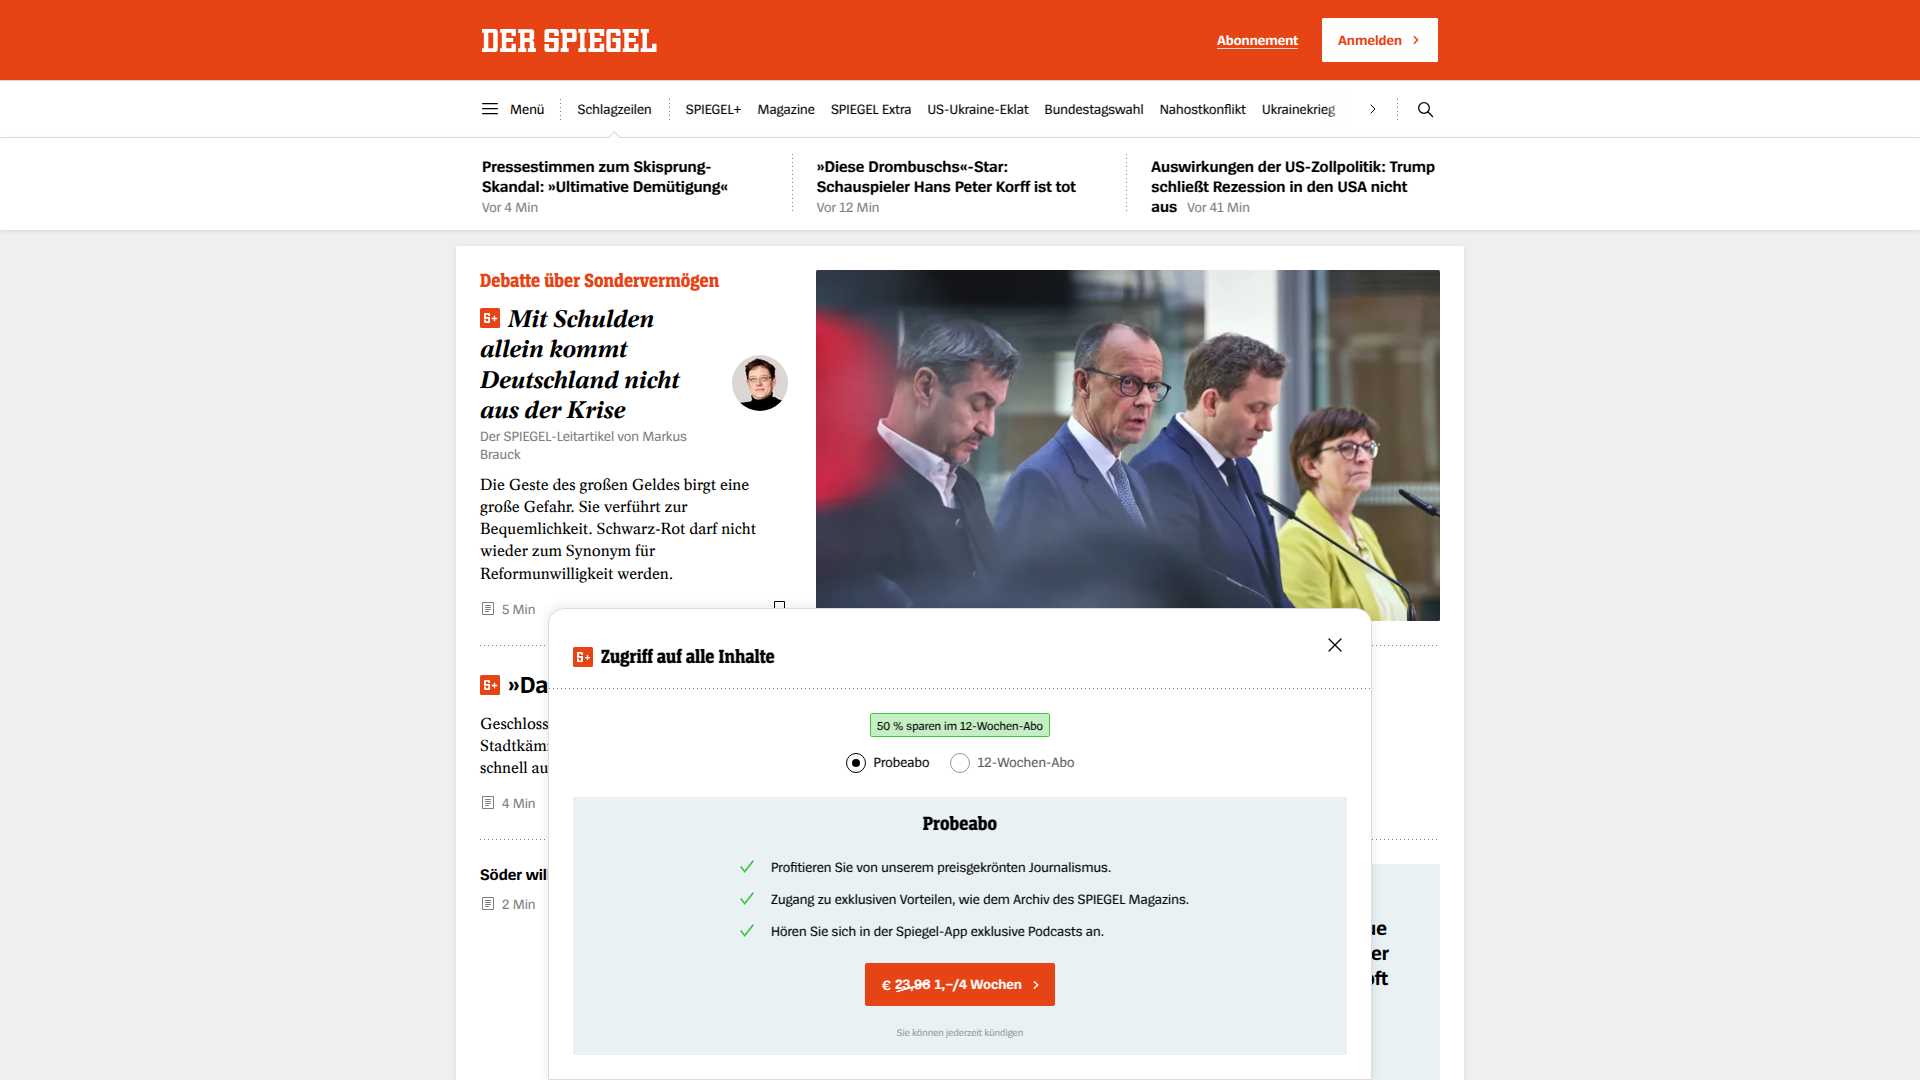 DER SPIEGEL
Abonnement
Anmelden
Menü
Schlagzeilen
SPIEGEL+
Magazine
SPIEGEL Extra
US-Ukraine-Eklat
Bundestagswahl
Nahostkonflikt
Ukrainekrieg
Pressestimmen zum Skisprung-
Skandal: »Ultimative Demütigung«
Vor 4 Min
»Diese Drombuschs«-Star:
Schauspieler Hans Peter Korff ist tot
Vor 12 Min
Auswirkungen der US-Zollpolitik: Trump
schließt Rezession in den USA nicht
aus Vor 41 Min
Debatte über Sondervermögen
S+ Mit Schulden
allein kommt
Deutschland nicht
aus der Krise
Der SPIEGEL-Leitartikel von Markus
Brauck
Die Geste des großen Geldes birgt eine
große Gefahr. Sie verführt zur
Bequemlichkeit. Schwarz-Rot darf nicht
wieder zum Synonym für
Reformunwilligkeit werden.
5 Min
S+ »Da
Geschloss
Stadtkäm
schnell au
4 Min
Söder will
2 Min
S+ Zugriff auf alle Inhalte
50 % sparen im 12-Wochen-Abo
Probeabo
12-Wochen-Abo
Probeabo
Profitieren Sie von unserem preisgekrönten Journalismus.
Zugang zu exklusiven Vorteilen, wie dem Archiv des SPIEGEL Magazins.
Hören Sie sich in der Spiegel-App exklusive Podcasts an.
€ 23,96 1,–/4 Wochen
Sie können jederzeit kündigen
ue
er
oft